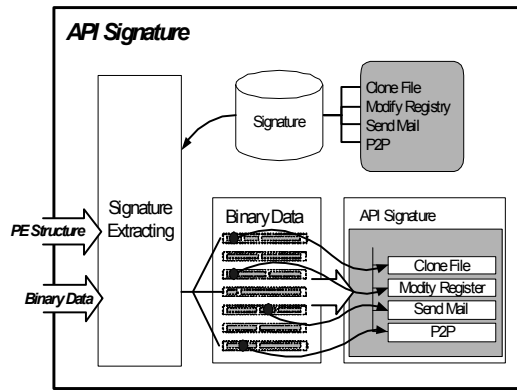 API Signature
Clone File
Modify Registry
Send Mail
P2P
Signature
Signature
Extracting
PE Structure
Binary Data
Binary Data
API Signature
Clone File
Modity Register
Send Mail
P2P